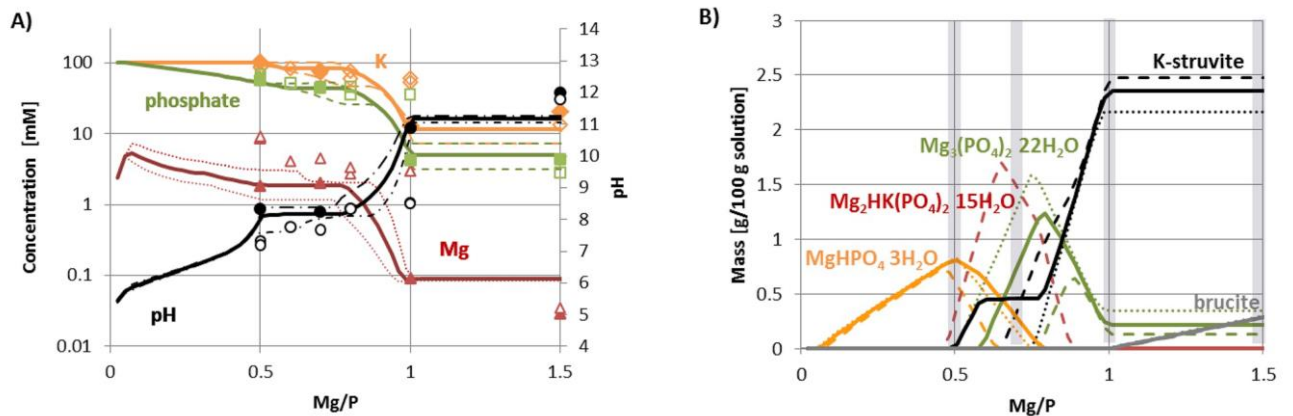 A)
Concentration [mM]
100
10
1
0.1
0.01
14
13
12
11
10
9
8
7
6
5
4
pH
K
phosphate
Mg
pH
0
0.5
1
1.5
Mg/P
B)
Mass [g/100 g solution]
3
2.5
2
1.5
1
0.5
0
K-struvite
Mg₃(PO₄)₂ 22H₂O
Mg₂HK(PO₄)₂ 15H₂O
MgHPO₄ 3H₂O
brucite
0
0.5
1
1.5
Mg/P